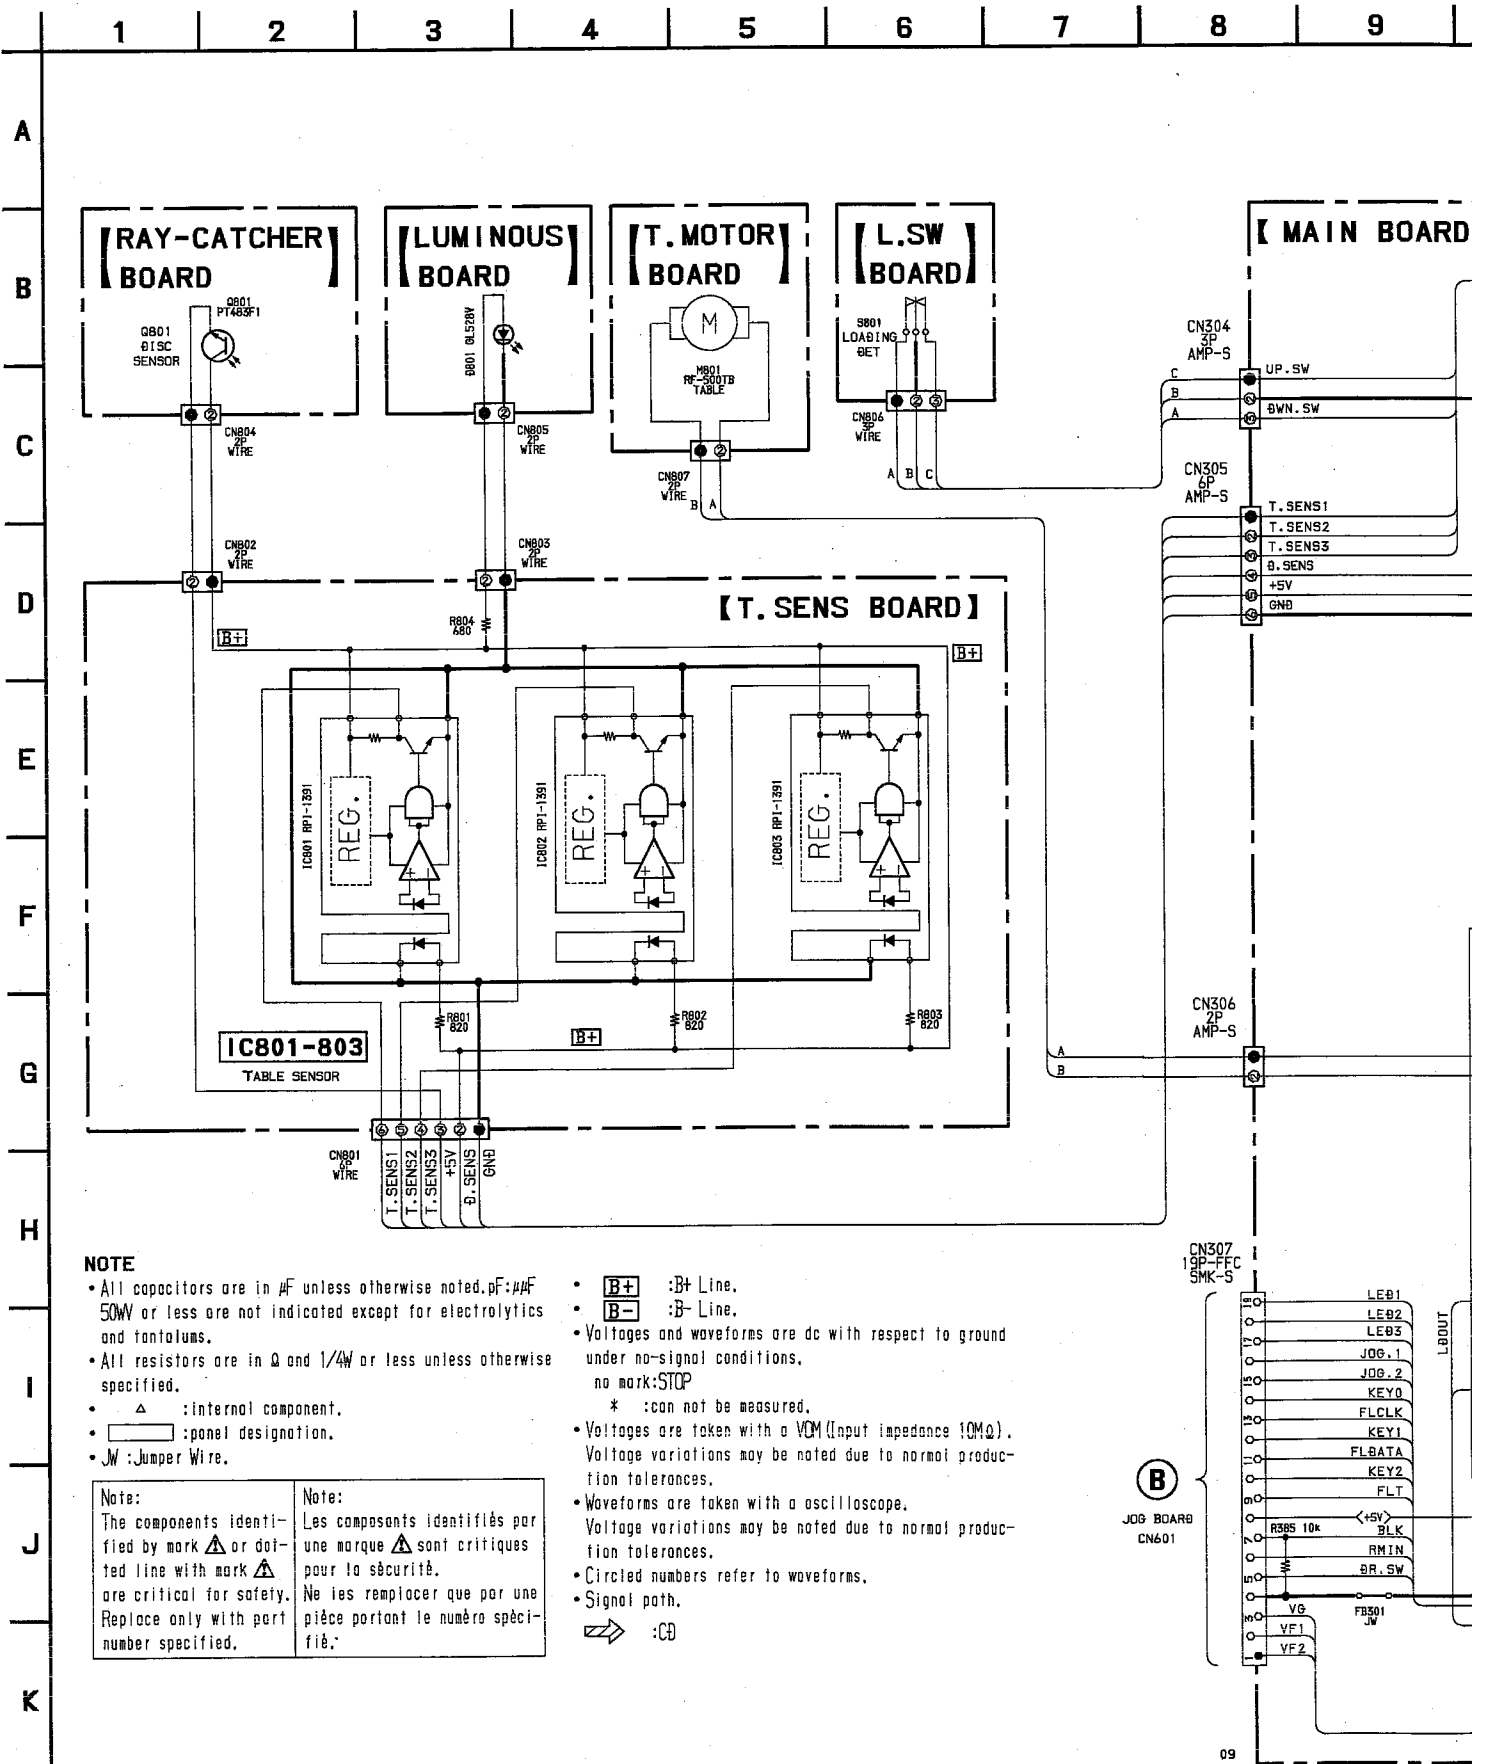 1 2 3 4 5 6 7 8 9
A
B
C
D
E
F
G
H
I
J
K
【RAY-CATCHER BOARD】
Q801
PT483F1
Q801
DISC
SENSOR
CN804
2P
WIRE
【LUMINOUS BOARD】
D801 GL528V
CN805
2P
WIRE
【T.MOTOR BOARD】
M
M801
RF-500TB
TABLE
CN807
2P
WIRE
B A
【L.SW BOARD】
S801
LOADING
DET
CN806
3P
WIRE
A B C
【MAIN BOARD
CN304
3P
AMP-S
C
B
A
UP.SW
DWN.SW
CN305
6P
AMP-S
T.SENS1
T.SENS2
T.SENS3
D.SENS
+5V
GND
CN802
2P
WIRE
CN803
2P
WIRE
【T.SENS BOARD】
B+
R804
680
B+
IC801 RPI-1391
REG.
IC802 RPI-1391
REG.
IC803 RPI-1391
REG.
R801
820
R802
820
R803
820
B+
IC801-803
TABLE SENSOR
CN306
2P
AMP-S
A
B
CN801
6P
WIRE
T.SENS1
T.SENS2
T.SENS3
+5V
D.SENS
GND
NOTE
• All capacitors are in μF unless otherwise noted. pF:μμF
50WV or less are not indicated except for electrolytics
and tantalums.
• All resistors are in Ω and 1/4W or less unless otherwise
specified.
• △ :internal component.
• :panel designation.
• JW :Jumper Wire.
Note:
The components identi-
fied by mark ⚠ or dot-
ted line with mark ⚠
are critical for safety.
Replace only with part
number specified.
Note:
Les composants identifiés par
une marque ⚠ sont critiques
pour la sécurité.
Ne les remplacer que par une
pièce portant le numéro spéci-
fié.
• B+ :B+ Line.
• B- :B- Line.
• Voltages and waveforms are dc with respect to ground
under no-signal conditions.
no mark:STOP
* :can not be measured.
• Voltages are taken with a VOM (Input impedance 10MΩ).
Voltage variations may be noted due to normal produc-
tion tolerances.
• Waveforms are taken with a oscilloscope.
Voltage variations may be noted due to normal produc-
tion tolerances.
• Circled numbers refer to waveforms.
• Signal path.
:CD
CN307
19P-FFC
SMK-S
B
JOG BOARD
CN601
19
17
15
13
11
9
7
5
3
1
LED1
LED2
LED3
JOG.1
JOG.2
KEY0
FLCLK
KEY1
FLDATA
KEY2
FLT
<+5V>
R385 10k
BLK
RMIN
DR.SW
VG
FB301
JW
VF1
VF2
LDOUT
09